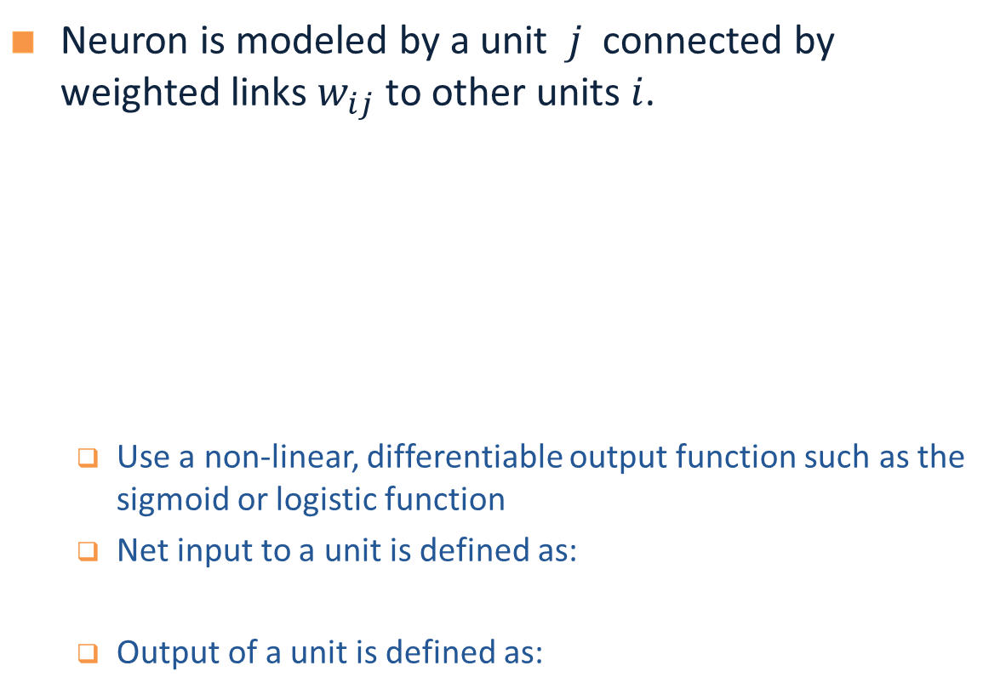 Neuron is modeled by a unit j connected by
weighted links w_{ij} to other units i.
Use a non-linear, differentiable output function such as the
sigmoid or logistic function
Net input to a unit is defined as:
Output of a unit is defined as: